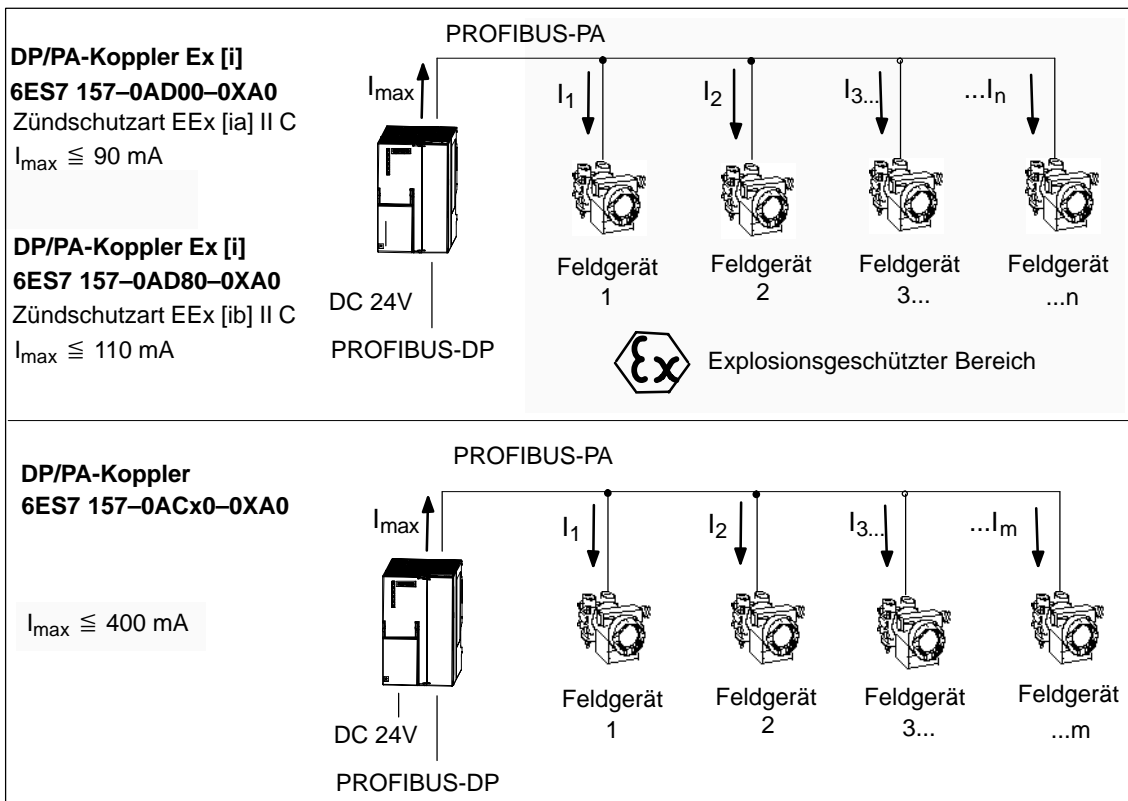 DP/PA-Koppler Ex [i]
6ES7 157–0AD00–0XA0
Zündschutzart EEx [ia] II C
Imax ≦ 90 mA
DP/PA-Koppler Ex [i]
6ES7 157–0AD80–0XA0
Zündschutzart EEx [ib] II C
Imax ≦ 110 mA
PROFIBUS-PA
Imax
I1
I2
I3...
...In
Feldgerät
1
Feldgerät
2
Feldgerät
3...
Feldgerät
...n
DC 24V
PROFIBUS-DP
Ex
Explosionsgeschützter Bereich
DP/PA-Koppler
6ES7 157–0ACx0–0XA0
Imax ≦ 400 mA
PROFIBUS-PA
Imax
I1
I2
I3...
...Im
Feldgerät
1
Feldgerät
2
Feldgerät
3...
Feldgerät
...m
DC 24V
PROFIBUS-DP